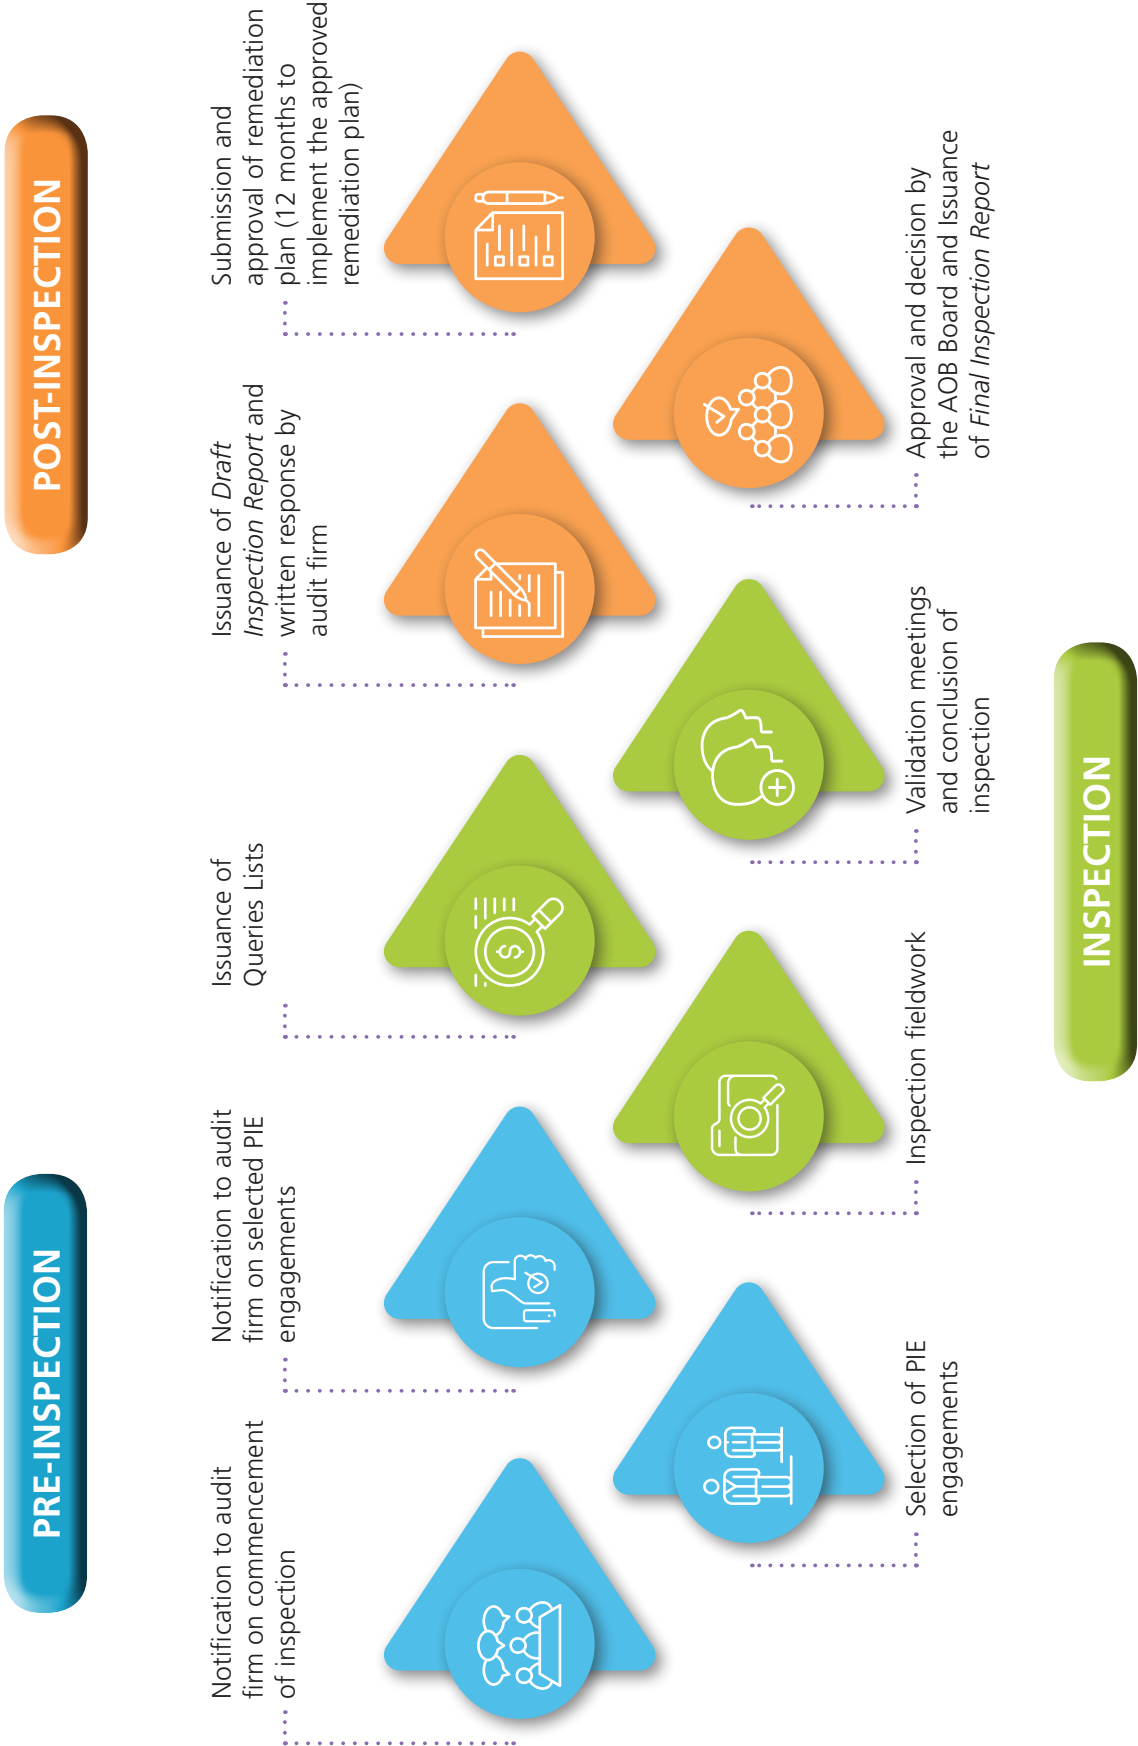 PRE-INSPECTION
Notification to audit
firm on commencement
of inspection
Selection of PIE
engagements
Notification to audit
firm on selected PIE
engagements
INSPECTION
Inspection fieldwork
Issuance of
Queries Lists
Validation meetings
and conclusion of
inspection
POST-INSPECTION
Issuance of Draft
Inspection Report and
written response by
audit firm
Approval and decision by
the AOB Board and Issuance
of Final Inspection Report
Submission and
approval of remediation
plan (12 months to
implement the approved
remediation plan)